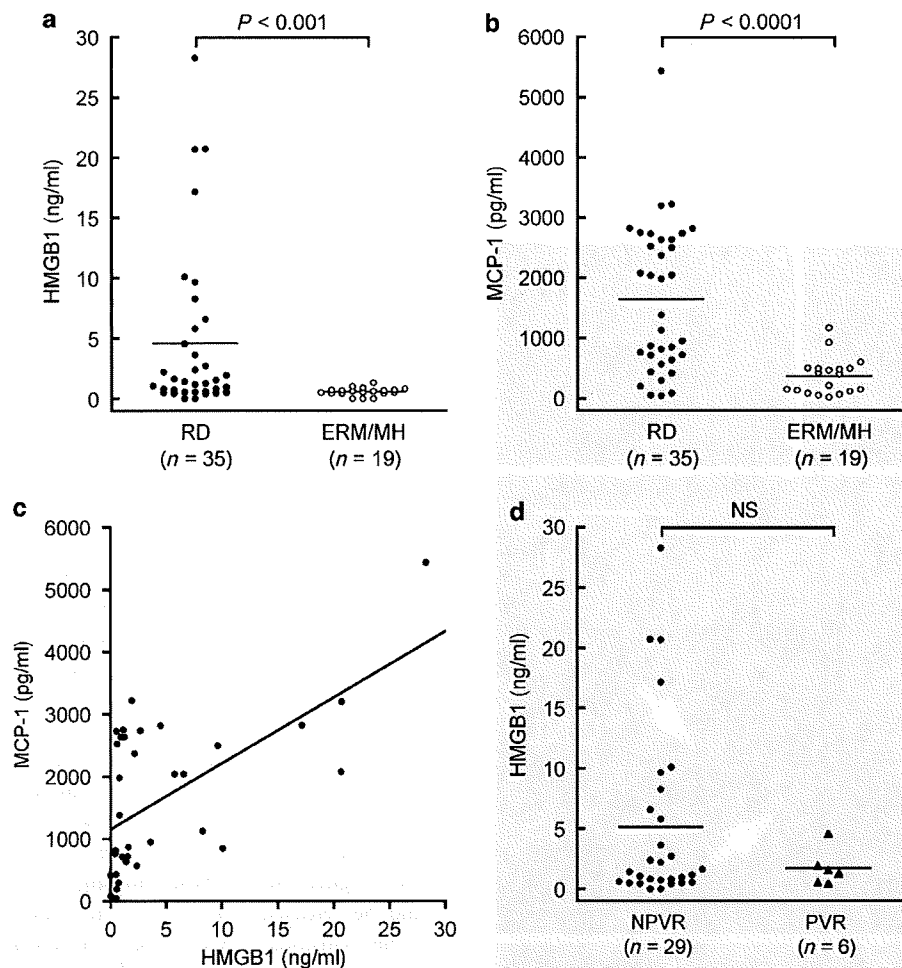 a
P < 0.001
HMGB1 (ng/ml)
30
25
20
15
10
5
0
RD
(n = 35)
ERM/MH
(n = 19)
b
P < 0.0001
MCP-1 (pg/ml)
6000
5000
4000
3000
2000
1000
0
RD
(n = 35)
ERM/MH
(n = 19)
c
MCP-1 (pg/ml)
6000
5000
4000
3000
2000
1000
0
0 5 10 15 20 25 30
HMGB1 (ng/ml)
d
NS
HMGB1 (ng/ml)
30
25
20
15
10
5
0
NPVR
(n = 29)
PVR
(n = 6)